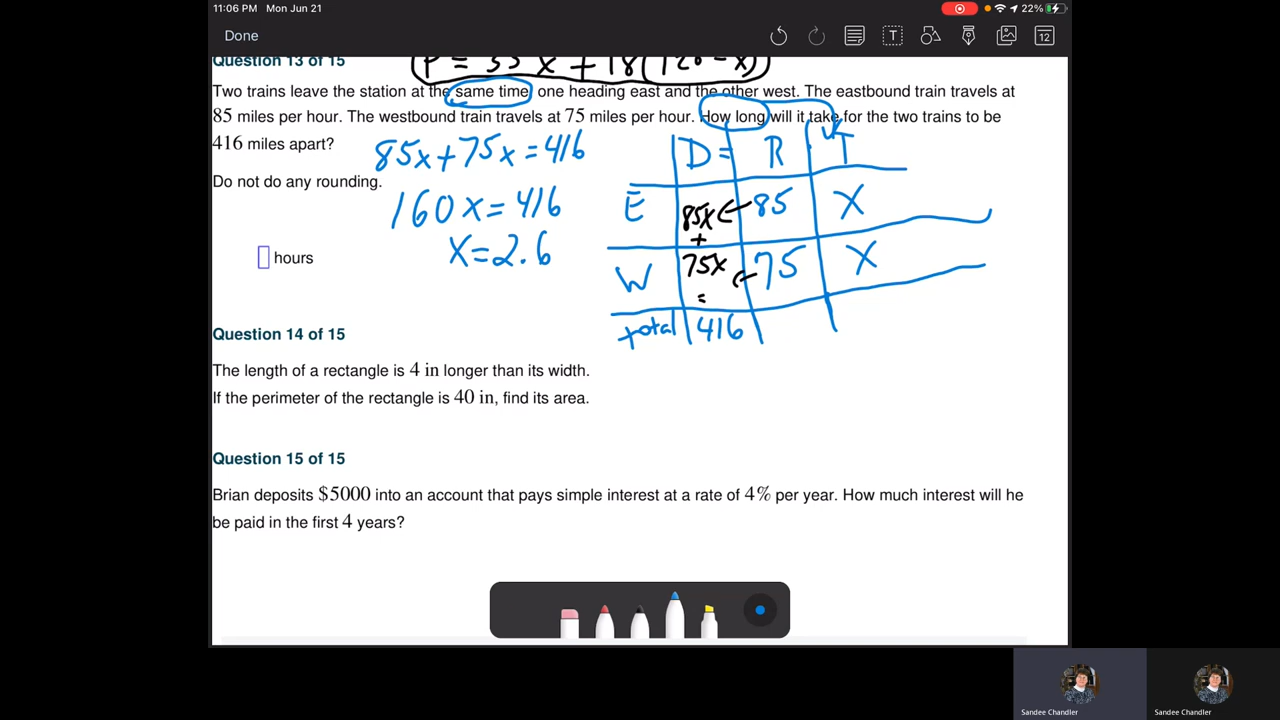 11:06 PM Mon Jun 21
22%
Done
12
Question 13 of 15
P = 55x + 18(120-x)
Two trains leave the station at the same time, one heading east and the other west. The eastbound train travels at
85 miles per hour. The westbound train travels at 75 miles per hour. How long will it take for the two trains to be
416 miles apart?
Do not do any rounding.
hours
85x+75x=416
160x=416
x=2.6
D= R T
E 85x 85 X
+
W 75x 75 X
=
total 416
Question 14 of 15
The length of a rectangle is 4 in longer than its width.
If the perimeter of the rectangle is 40 in, find its area.
Question 15 of 15
Brian deposits $5000 into an account that pays simple interest at a rate of 4% per year. How much interest will he
be paid in the first 4 years?
Sandee Chandler
Sandee Chandler